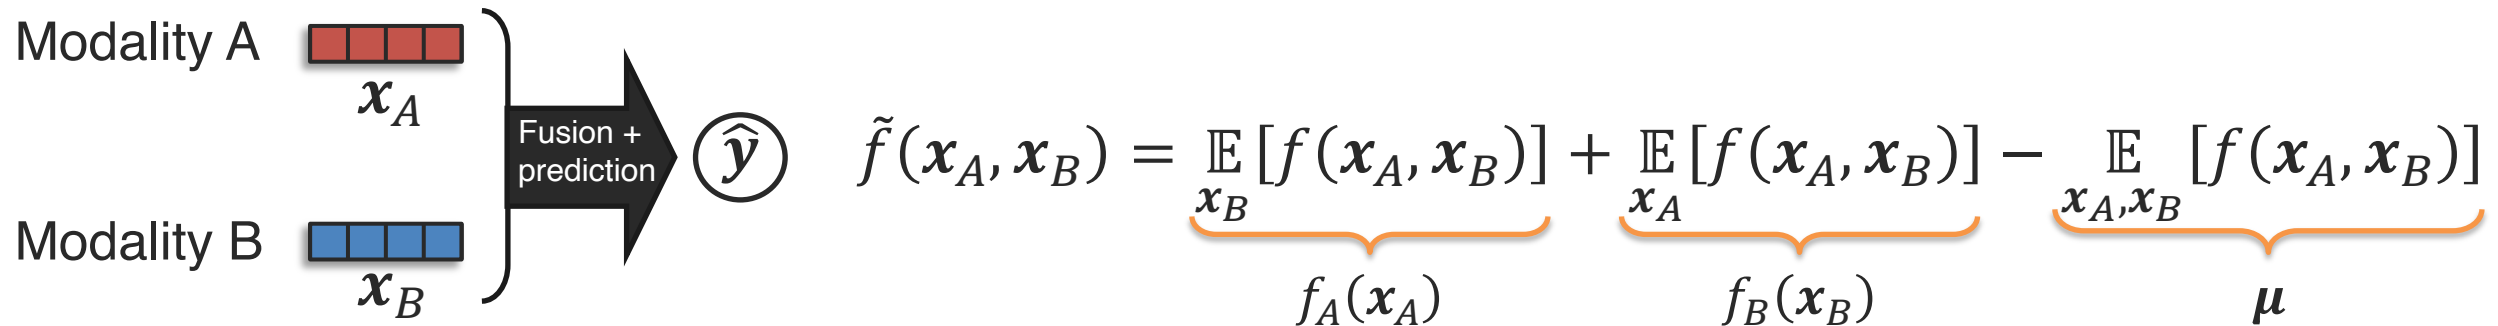 Modality A
𝒙_A
Modality B
𝒙_B
Fusion +
prediction
ŷ
f̃(𝒙_A, 𝒙_B) = 𝔼_{𝒙_B}[f(𝒙_A, 𝒙_B)] + 𝔼_{𝒙_A}[f(𝒙_A, 𝒙_B)] − 𝔼_{𝒙_A,𝒙_B}[f(𝒙_A, 𝒙_B)]
f_A(𝒙_A)
f_B(𝒙_B)
𝝁